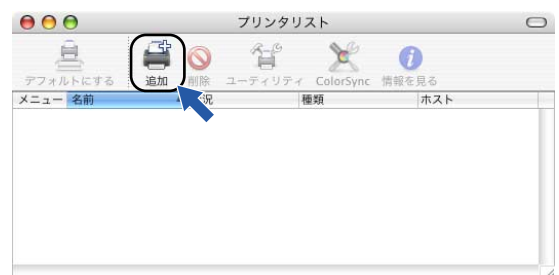 プリンタリスト
デフォルトにする 追加 削除 ユーティリティ ColorSync 情報を見る
メニュー 名前 況 種類 ホスト